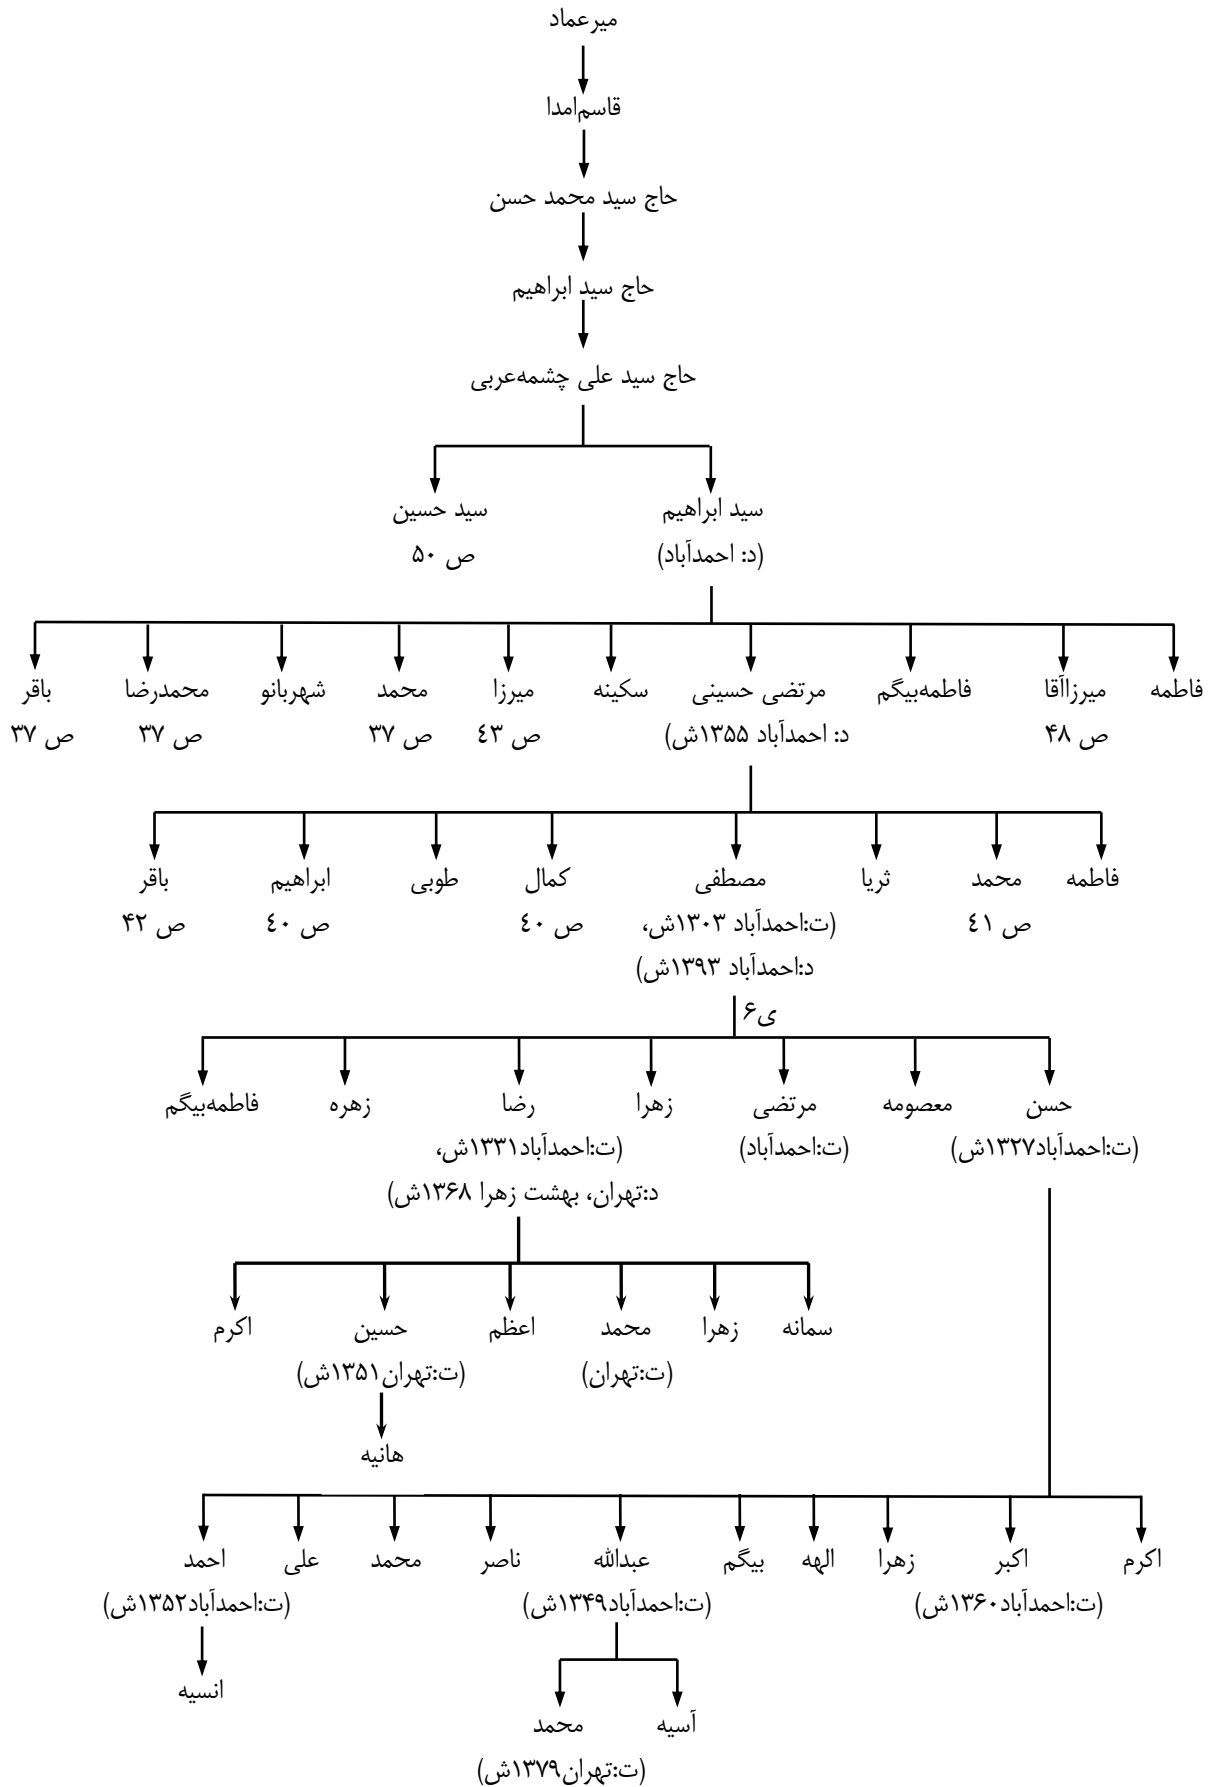 میرعماد
قاسم‌امدا
حاج سید محمد حسن
حاج سید ابراهیم
حاج سید علی چشمه‌عربی
سید ابراهیم سید حسین
(د: احمدآباد) ص ۵۰
فاطمه میرزاآقا فاطمه‌بیگم مرتضی حسینی سکینه میرزا محمد شهربانو محمدرضا باقر
ص ۴۸ د: احمدآباد ۱۳۵۵ش) ص ٤٣ ص ۳۷ ص ۳۷ ص ۳۷
فاطمه محمد ثریا مصطفی کمال طوبی ابراهیم باقر
ص ٤١ (ت:احمدآباد ۱۳۰۳ش، ص ٤٠ ص ٤٠ ص ۴۲
د:احمدآباد ۱۳۹۳ش)
ی۶
حسن معصومه مرتضی زهرا رضا زهره فاطمه‌بیگم
(ت:احمدآباد۱۳۲۷ش) (ت:احمدآباد) (ت:احمدآباد۱۳۳۱ش،
د:تهران، بهشت زهرا ۱۳۶۸ش)
سمانه زهرا محمد اعظم حسین اکرم
(ت:تهران) (ت:تهران۱۳۵۱ش)
هانیه
اکرم اکبر زهرا الهه بیگم عبدالله ناصر محمد علی احمد
(ت:احمدآباد۱۳۶۰ش) (ت:احمدآباد۱۳۴۹ش) (ت:احمدآباد۱۳۵۲ش)
انسیه
آسیه محمد
(ت:تهران۱۳۷۹ش)